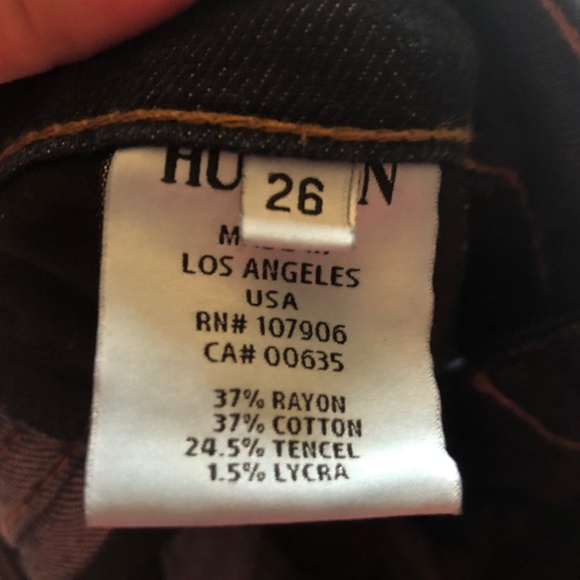 26
LOS ANGELES
USA
RN# 107906
CA# 00635
37% RAYON
37% COTTON
24.5% TENCEL
1.5% LYCRA